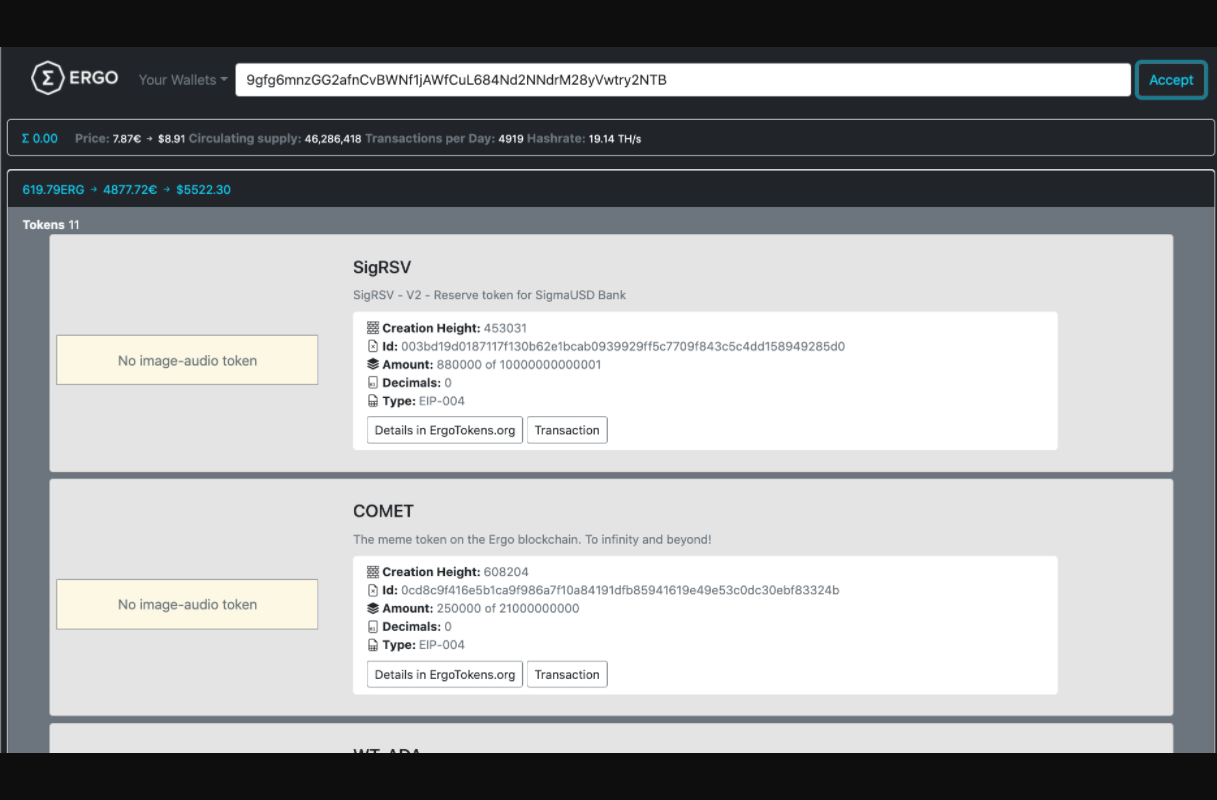 Σ ERGO Your Wallets 9gfg6mnzGG2afnCvBWNf1jAWfCuL684Nd2NNdrM28yVwtry2NTB Accept
Σ 0.00 Price: 7.87€ → $8.91 Circulating supply: 46,286,418 Transactions per Day: 4919 Hashrate: 19.14 TH/s
619.79ERG → 4877.72€ → $5522.30
Tokens 11
SigRSV
SigRSV - V2 - Reserve token for SigmaUSD Bank
No image-audio token
Creation Height: 453031
Id: 003bd19d0187117f130b62e1bcab0939929ff5c7709f843c5c4dd158949285d0
Amount: 880000 of 10000000000001
Decimals: 0
Type: EIP-004
Details in ErgoTokens.org Transaction
COMET
The meme token on the Ergo blockchain. To infinity and beyond!
No image-audio token
Creation Height: 608204
Id: 0cd8c9f416e5b1ca9f986a7f10a84191dfb85941619e49e53c0dc30ebf83324b
Amount: 250000 of 21000000000
Decimals: 0
Type: EIP-004
Details in ErgoTokens.org Transaction